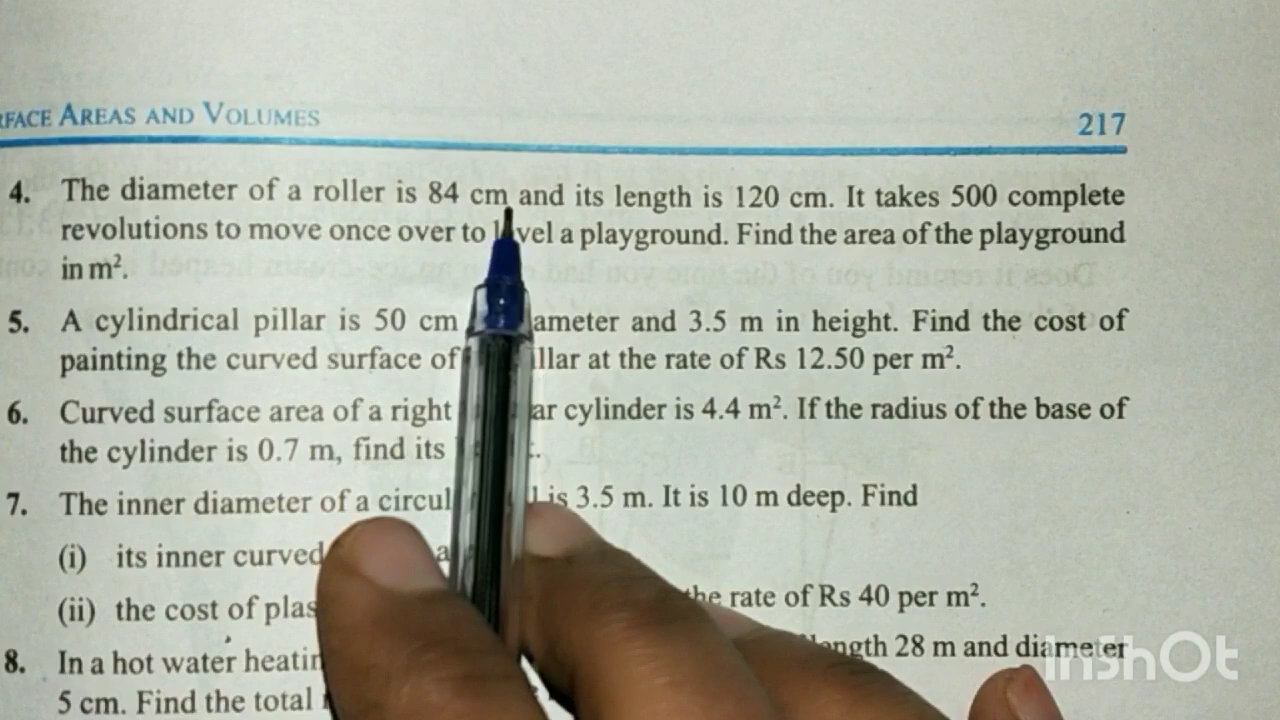 FACE AREAS AND VOLUMES 217
4. The diameter of a roller is 84 cm and its length is 120 cm. It takes 500 complete
revolutions to move once over to a playground. Find the area of the playground
in m².
5. A cylindrical pillar is 50 cm ameter and 3.5 m in height. Find the cost of
painting the curved surface of illar at the rate of Rs 12.50 per m².
6. Curved surface area of a right ar cylinder is 4.4 m². If the radius of the base of
the cylinder is 0.7 m, find its
7. The inner diameter of a circul is 3.5 m. It is 10 m deep. Find
(i) its inner curved
(ii) the cost of plas the rate of Rs 40 per m².
8. In a hot water heatin length 28 m and diameter
5 cm. Find the total
InShOt